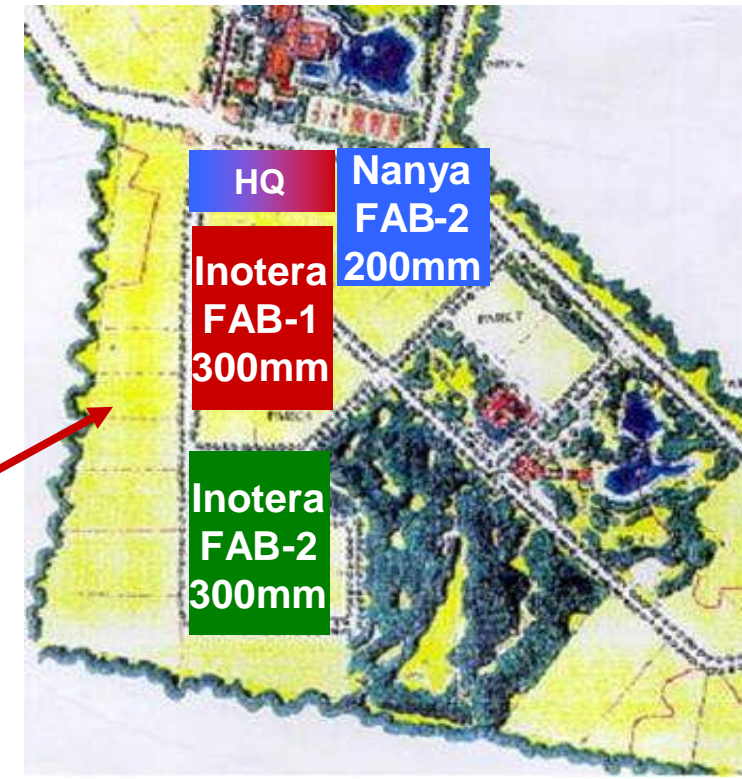 HQ
Nanya
FAB-2
200mm
Inotera
FAB-1
300mm
Inotera
FAB-2
300mm